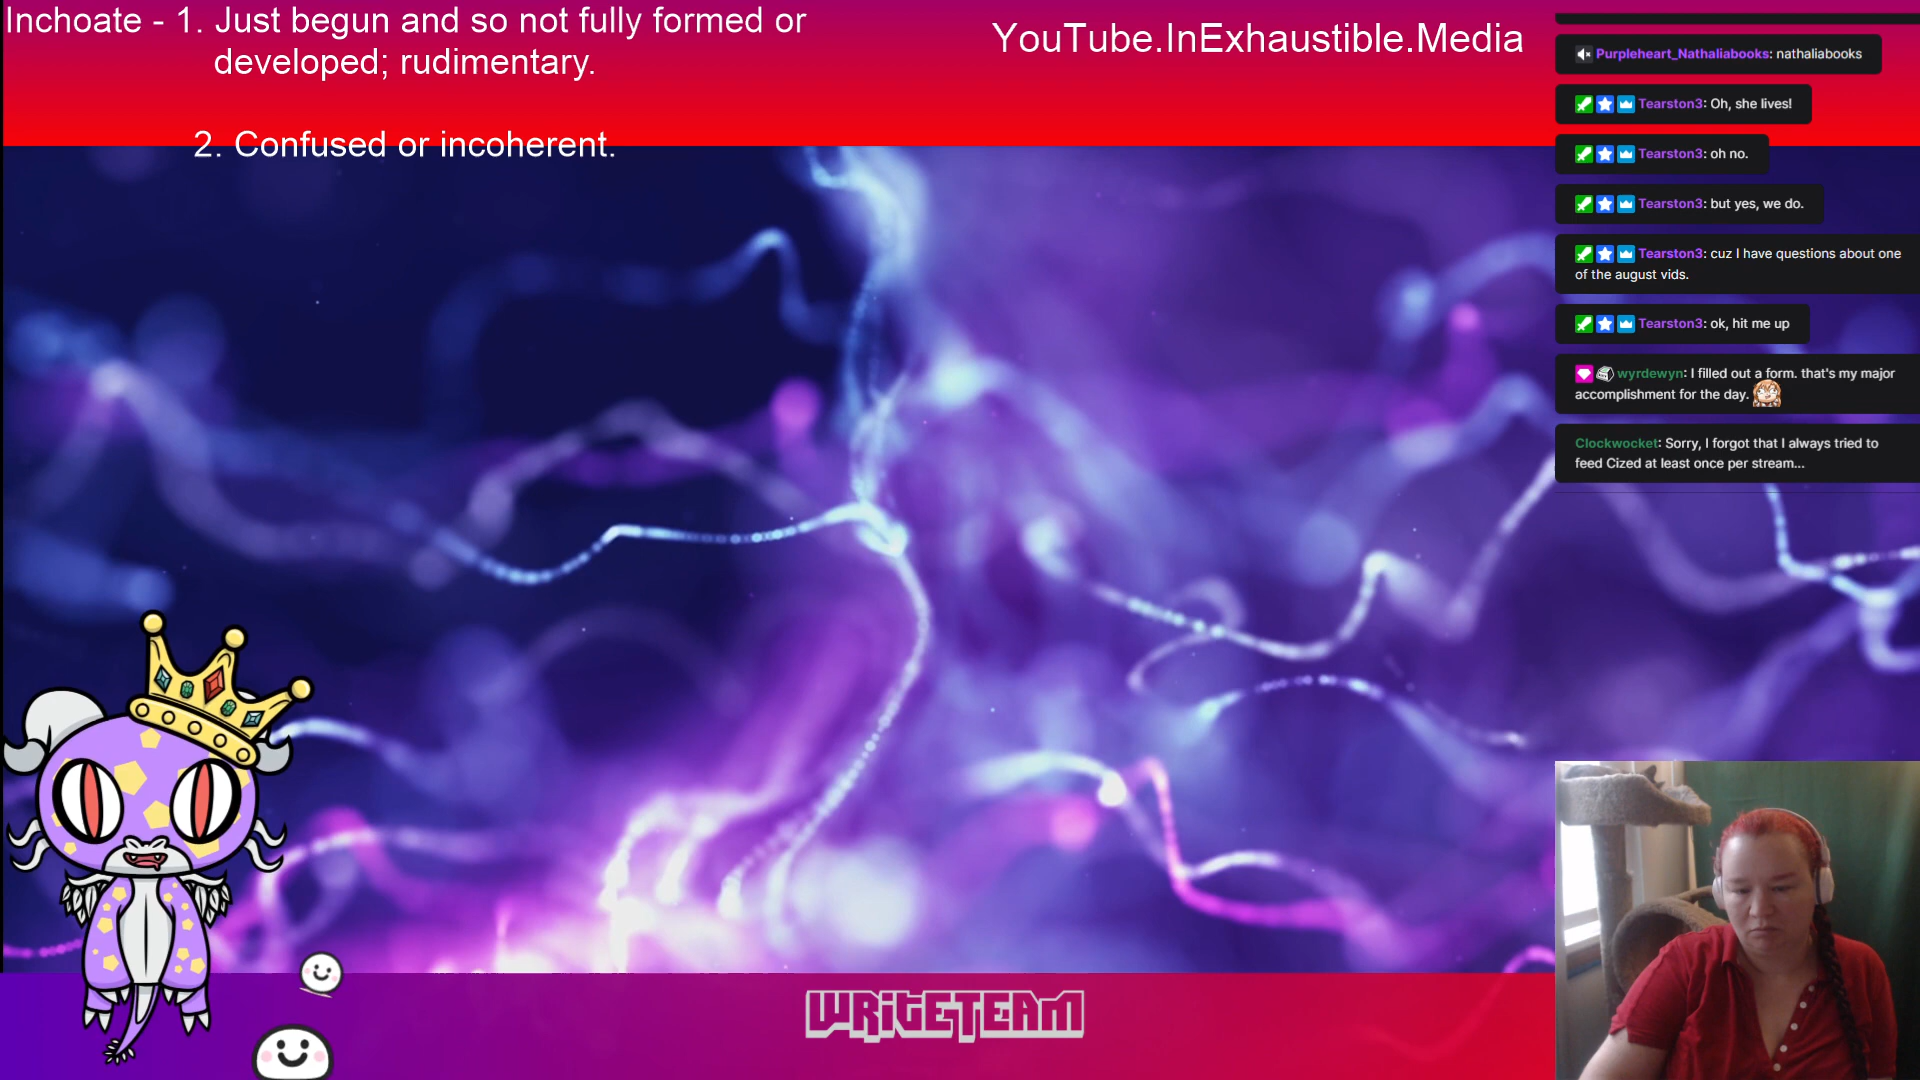 Inchoate - 1. Just begun and so not fully formed or
developed; rudimentary.
2. Confused or incoherent.
YouTube.InExhaustible.Media
Purpleheart_Nathaliabooks: nathaliabooks
Tearston3: Oh, she lives!
Tearston3: oh no.
Tearston3: but yes, we do.
Tearston3: cuz I have questions about one
of the august vids.
Tearston3: ok, hit me up
wyrdewyn: I filled out a form. that's my major
accomplishment for the day.
Clockwocket: Sorry, I forgot that I always tried to
feed Cized at least once per stream...
WRITETEAM